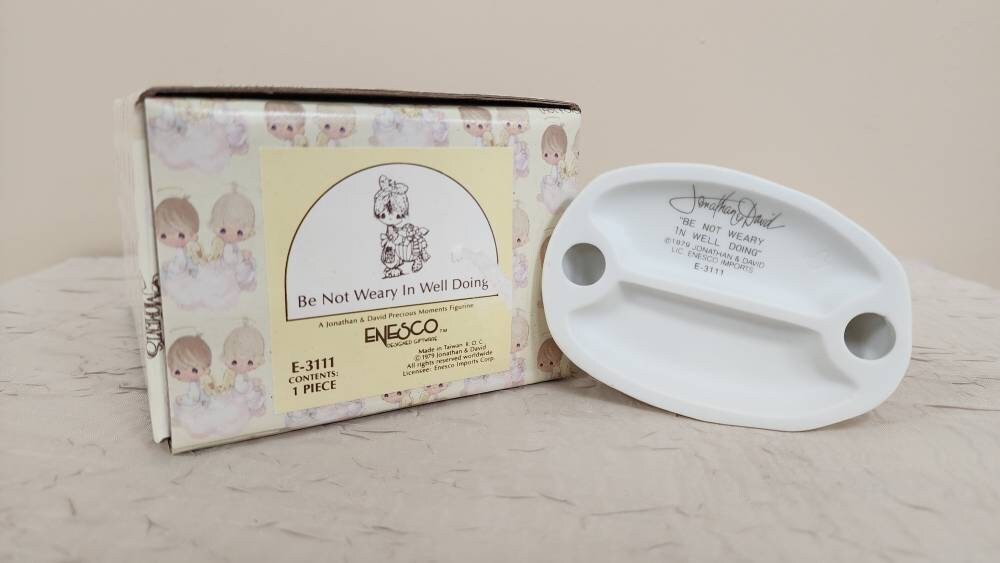 Be Not Weary In Well Doing
A Jonathan & David Precious Moments Figurine
ENESCO™
DESIGNED GIFTWARE
E-3111
CONTENTS:
1 PIECE
Made in Taiwan R.O.C.
© 1979 Jonathan & David
All rights reserved worldwide
Licensee: Enesco Imports Corp.
Jonathan & David
"BE NOT WEARY
IN WELL DOING"
© 1979 JONATHAN & DAVID
LIC. ENESCO IMPORTS
E-3111